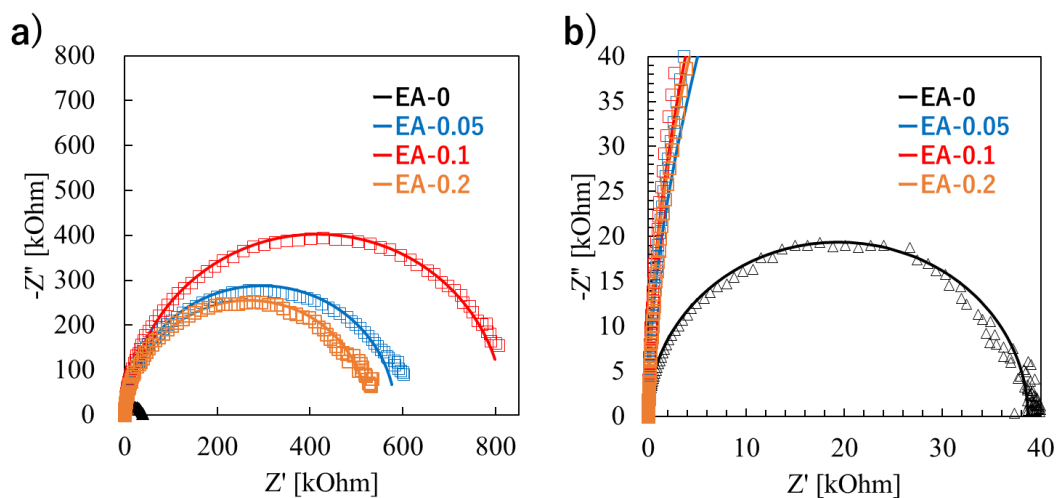 a)
800
700
600
500
400
300
200
100
0
-Z" [kOhm]
EA-0
EA-0.05
EA-0.1
EA-0.2
0 200 400 600 800
Z' [kOhm]
b)
40
35
30
25
20
15
10
5
0
-Z" [kOhm]
EA-0
EA-0.05
EA-0.1
EA-0.2
0 10 20 30 40
Z' [kOhm]